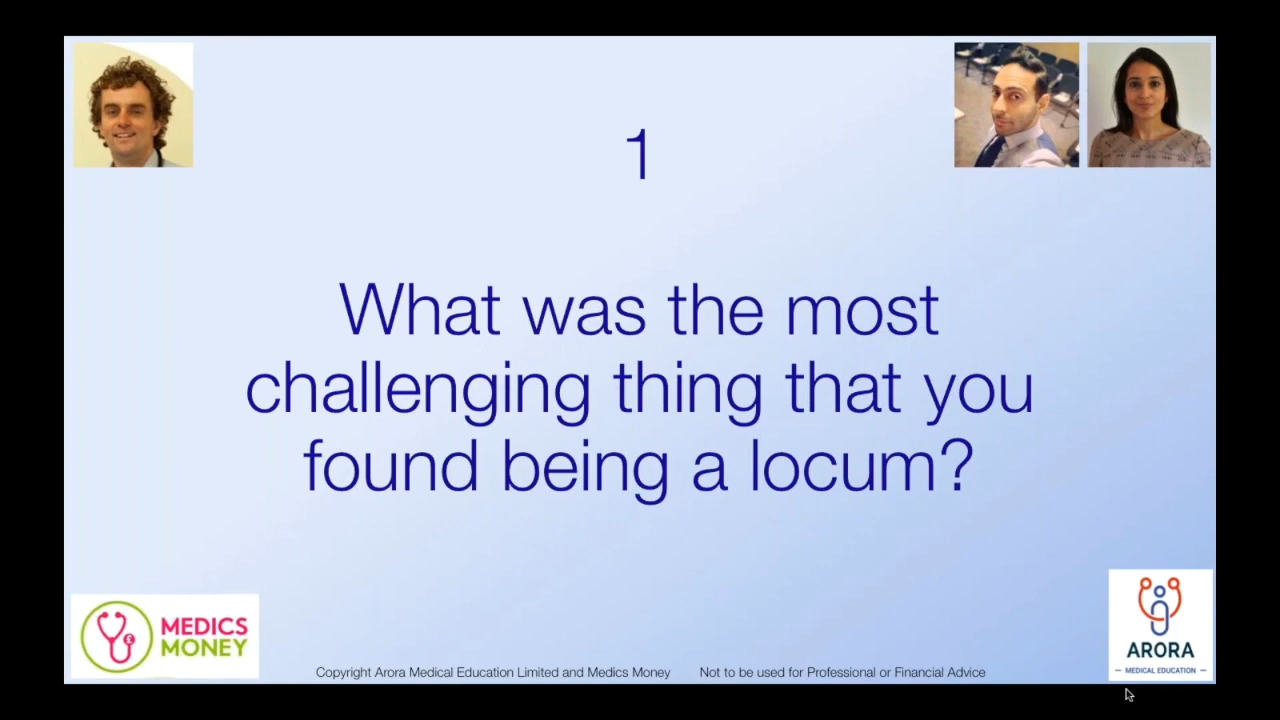 1
What was the most
challenging thing that you
found being a locum?
MEDICS
MONEY
£
ARORA
— MEDICAL EDUCATION —
Copyright Arora Medical Education Limited and Medics Money Not to be used for Professional or Financial Advice